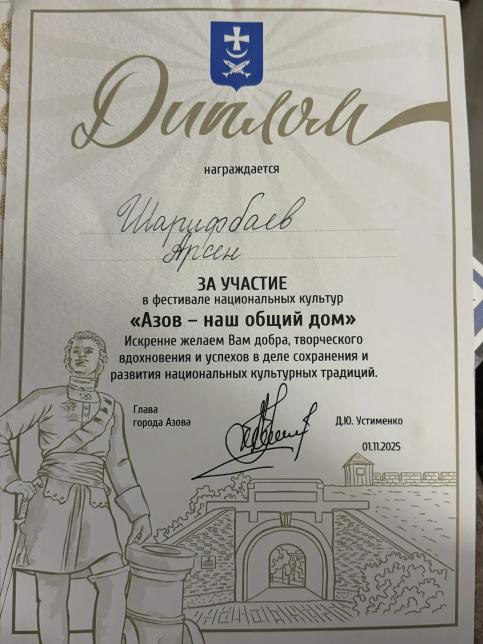 Диплом
награждается
Шарифбаев
Арсен
ЗА УЧАСТИЕ
в фестивале национальных культур
«Азов – наш общий дом»
Искренне желаем Вам добра, творческого
вдохновения и успехов в деле сохранения и
развития национальных культурных традиций.
Глава
города Азова
Д.Ю. Устименко
01.11.2025